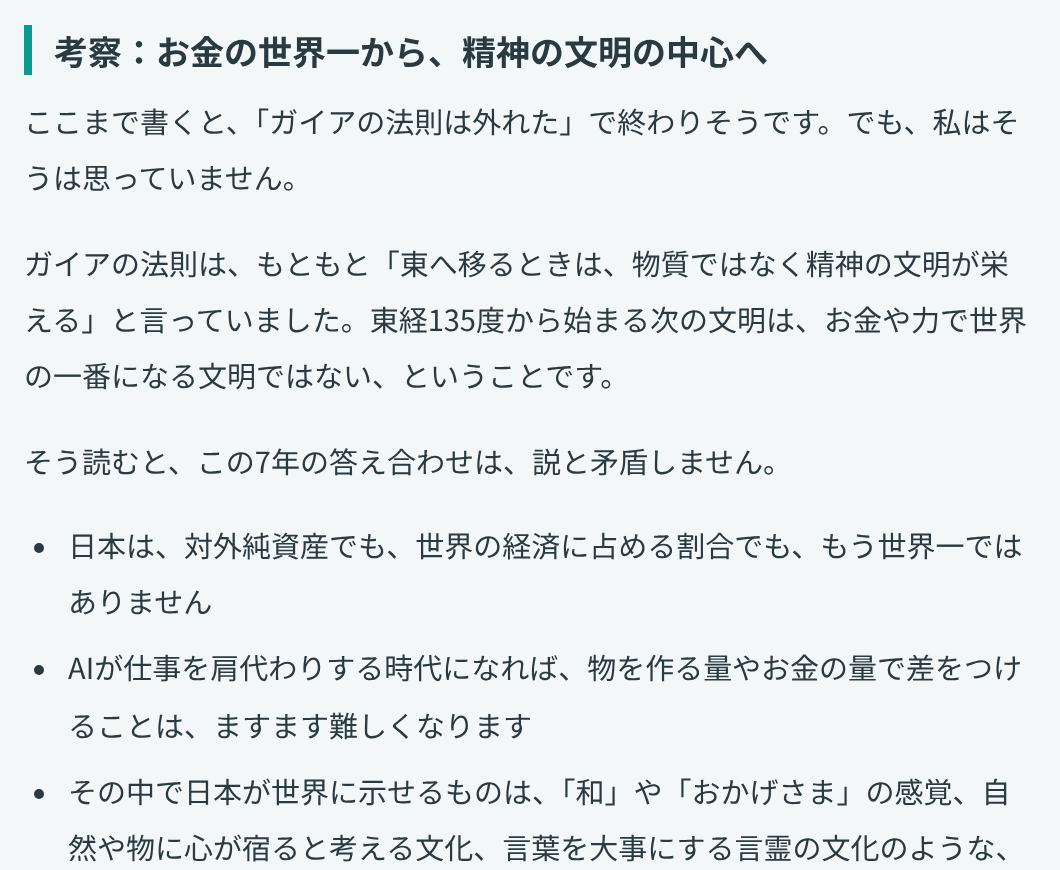 考察：お金の世界一から、精神の文明の中心へ
ここまで書くと、「ガイアの法則は外れた」で終わりそうです。でも、私はそ
うは思っていません。
ガイアの法則は、もともと「東へ移るときは、物質ではなく精神の文明が栄
える」と言っていました。東経135度から始まる次の文明は、お金や力で世界
の一番になる文明ではない、ということです。
そう読むと、この7年の答え合わせは、説と矛盾しません。
• 日本は、対外純資産でも、世界の経済に占める割合でも、もう世界一では
ありません
• AIが仕事を肩代わりする時代になれば、物を作る量やお金の量で差をつけ
ることは、ますます難しくなります
• その中で日本が世界に示せるものは、「和」や「おかげさま」の感覚、自
然や物に心が宿ると考える文化、言葉を大事にする言霊の文化のような、